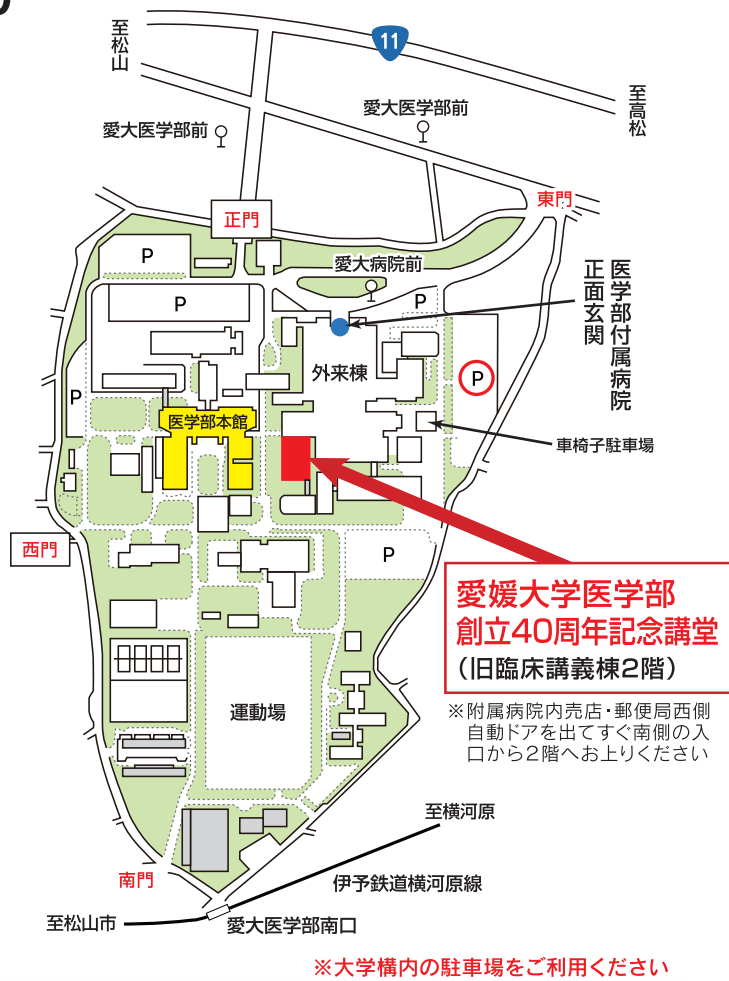 至松山
11
至高松
愛大医学部前
愛大医学部前
東門
正門
P
愛大病院前
医学部付属病院
正面玄関
P
P
外来棟
P
P
医学部本館
車椅子駐車場
西門
P
愛媛大学医学部
創立40周年記念講堂
（旧臨床講義棟2階）
※附属病院内売店・郵便局西側
自動ドアを出てすぐ南側の入
口から2階へお上りください
運動場
至横河原
南門
伊予鉄道横河原線
至松山市
愛大医学部南口
※大学構内の駐車場をご利用ください